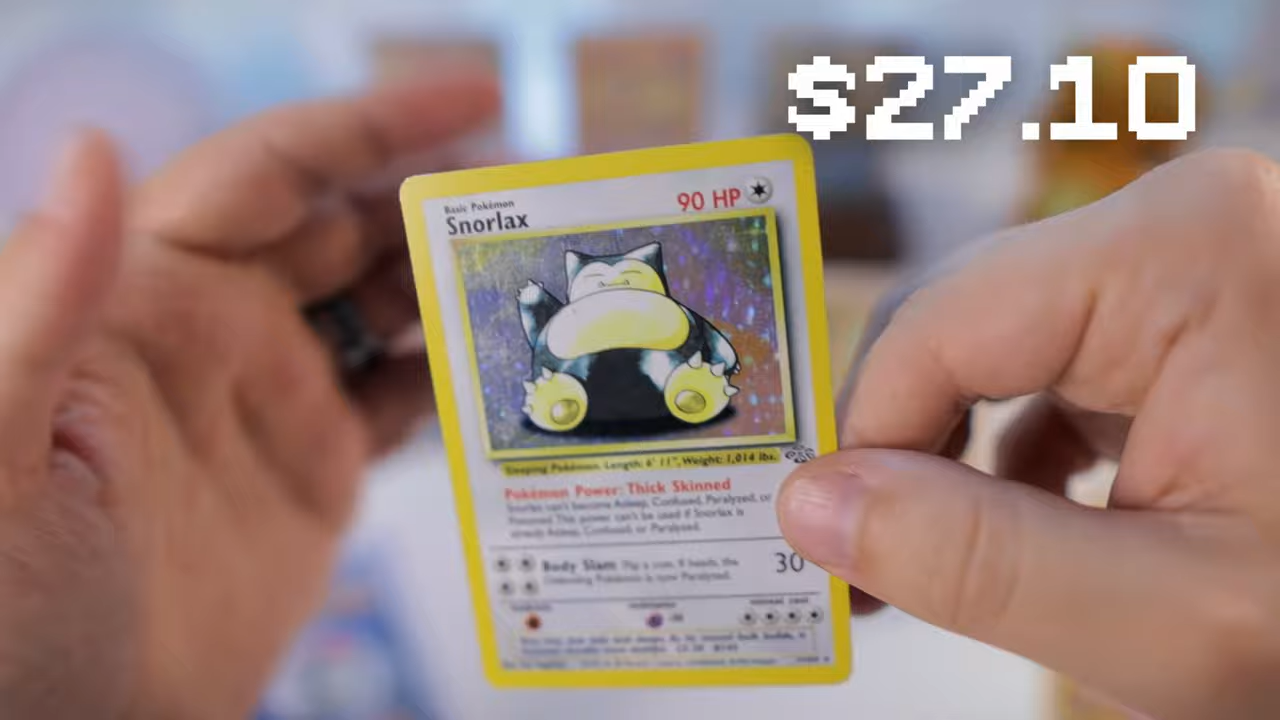 $27.10
Basic Pokémon
Snorlax
90 HP
Sleeping Pokémon. Length: 6' 11", Weight: 1,014 lbs.
Pokémon Power: Thick Skinned
Snorlax can't become Asleep, Confused, Paralyzed, or
Poisoned. This power can't be used if Snorlax is
already Asleep, Confused, or Paralyzed.
Body Slam Flip a coin. If heads, the
Defending Pokémon is now Paralyzed.
30